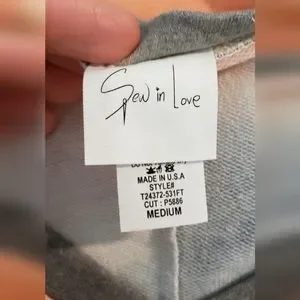 Sew in Love
MADE IN U.S.A
STYLE#
T24372-531FT
CUT : P5886
MEDIUM